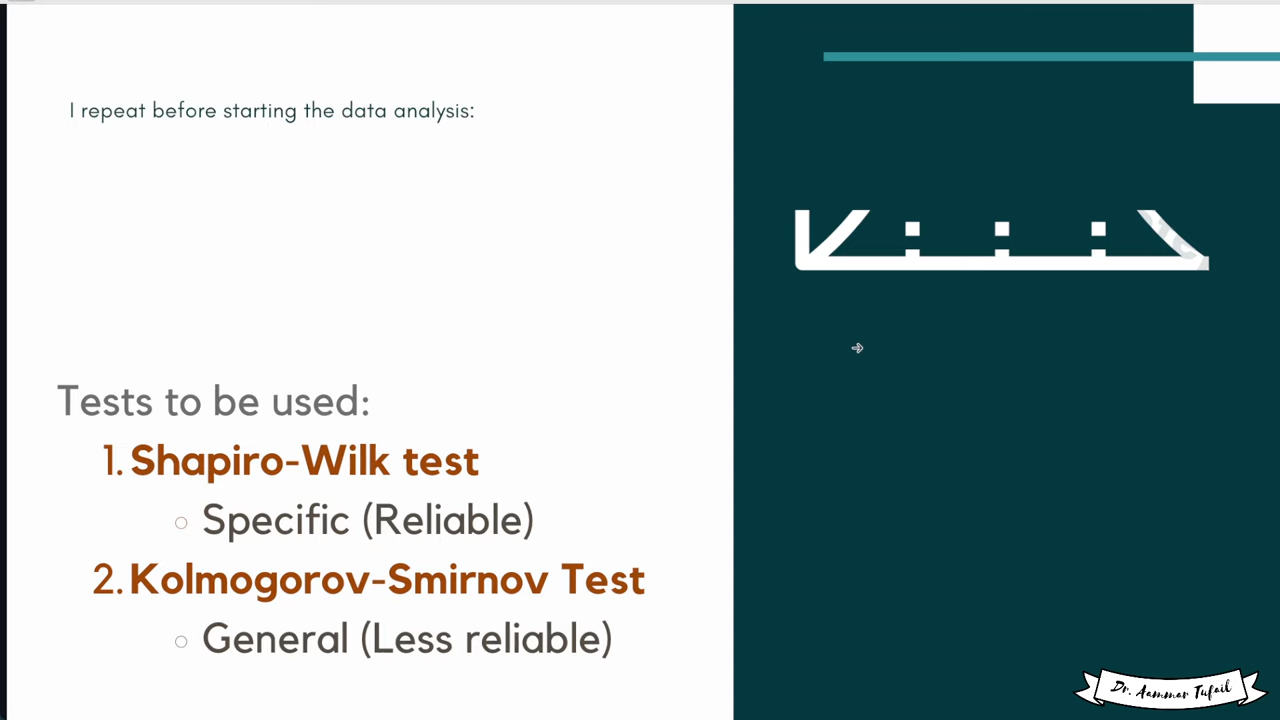 I repeat before starting the data analysis:
Tests to be used:
1. Shapiro-Wilk test
Specific (Reliable)
2. Kolmogorov-Smirnov Test
General (Less reliable)
Dr. Aammar Tufail